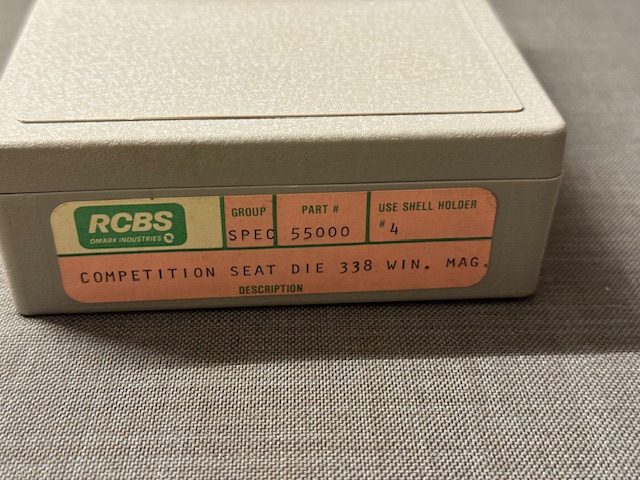 RCBS
OMARK INDUSTRIES
GROUP
SPEC
PART #
55000
USE SHELL HOLDER
# 4
COMPETITION SEAT DIE 338 WIN. MAG.
DESCRIPTION